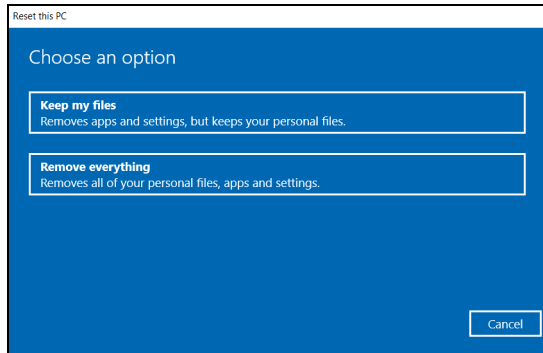 Reset this PC
Choose an option
Keep my files
Removes apps and settings, but keeps your personal files.
Remove everything
Removes all of your personal files, apps and settings.
Cancel